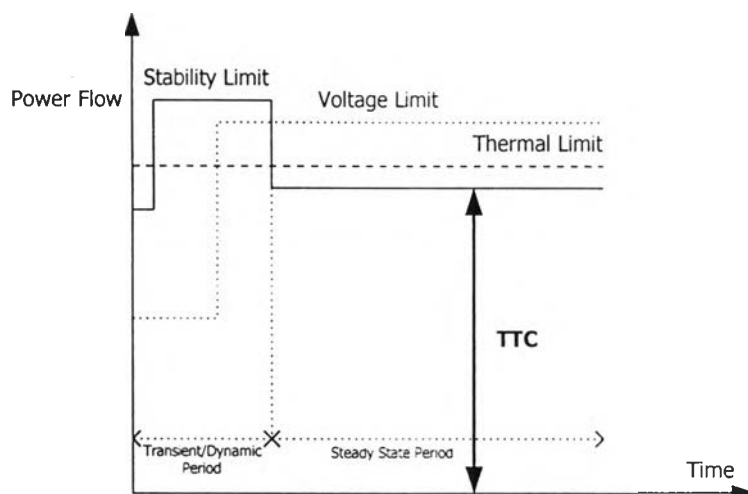 Stability Limit
Power Flow
Voltage Limit
Thermal Limit
TTC
Transient/Dynamic
Period
Steady State Period
Time